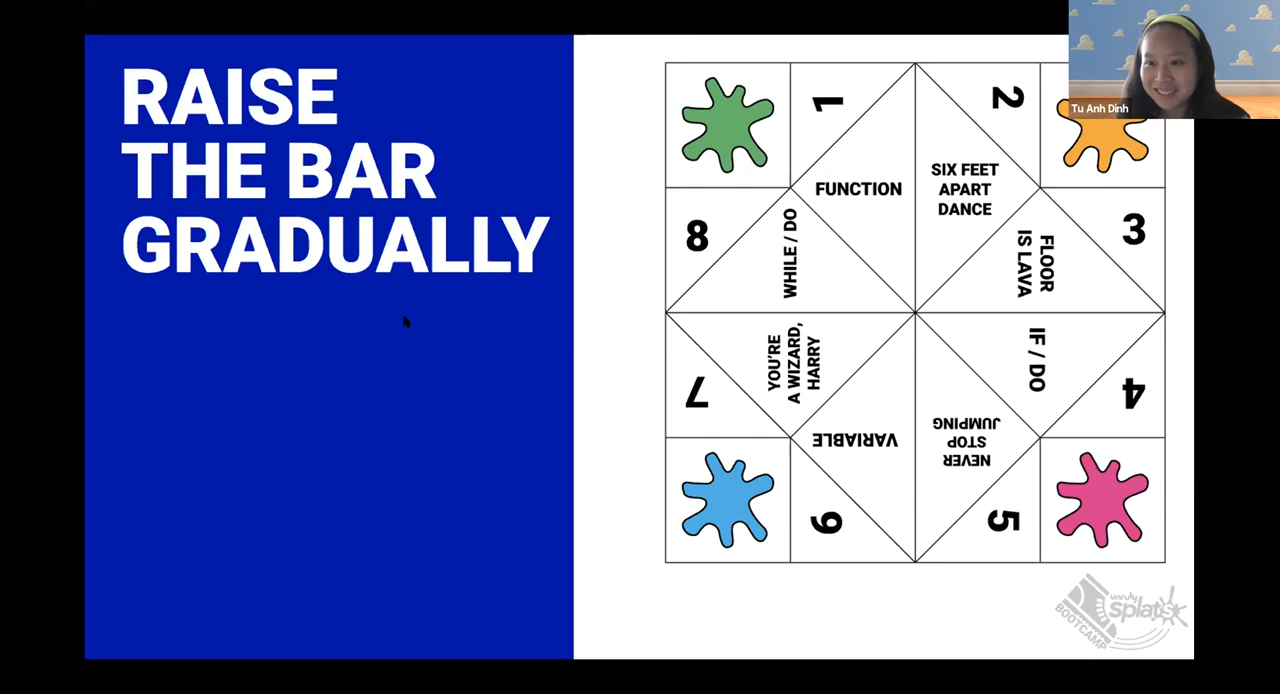 RAISE
THE BAR
GRADUALLY
Tu Anh Dinh
1
2
FUNCTION
SIX FEET
APART
DANCE
8
WHILE / DO
FLOOR
IS LAVA
3
7
YOU'RE
A WIZARD,
HARRY
IF / DO
4
VARIABLE
NEVER
STOP
JUMPING
6
5
unruly
splats
BOOTCAMP